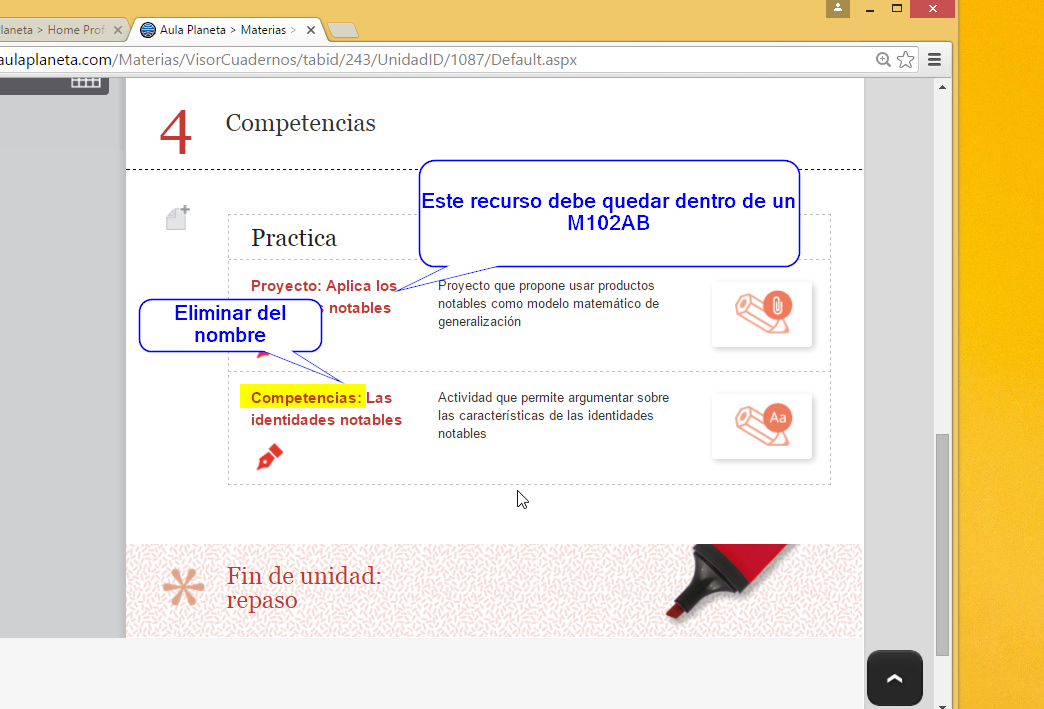 laneta > Home Prof
Aula Planeta > Materias >
aulaplaneta.com/Materias/VisorCuadernos/tabid/243/UnidadID/1087/Default.aspx
4
Competencias
Este recurso debe quedar dentro de un
M102AB
Practica
Proyecto: Aplica los
notables
Proyecto que propone usar productos
notables como modelo matemático de
generalización
Eliminar del
nombre
Competencias: Las
identidades notables
Actividad que permite argumentar sobre
las características de las identidades
notables
Aa
Fin de unidad:
repaso